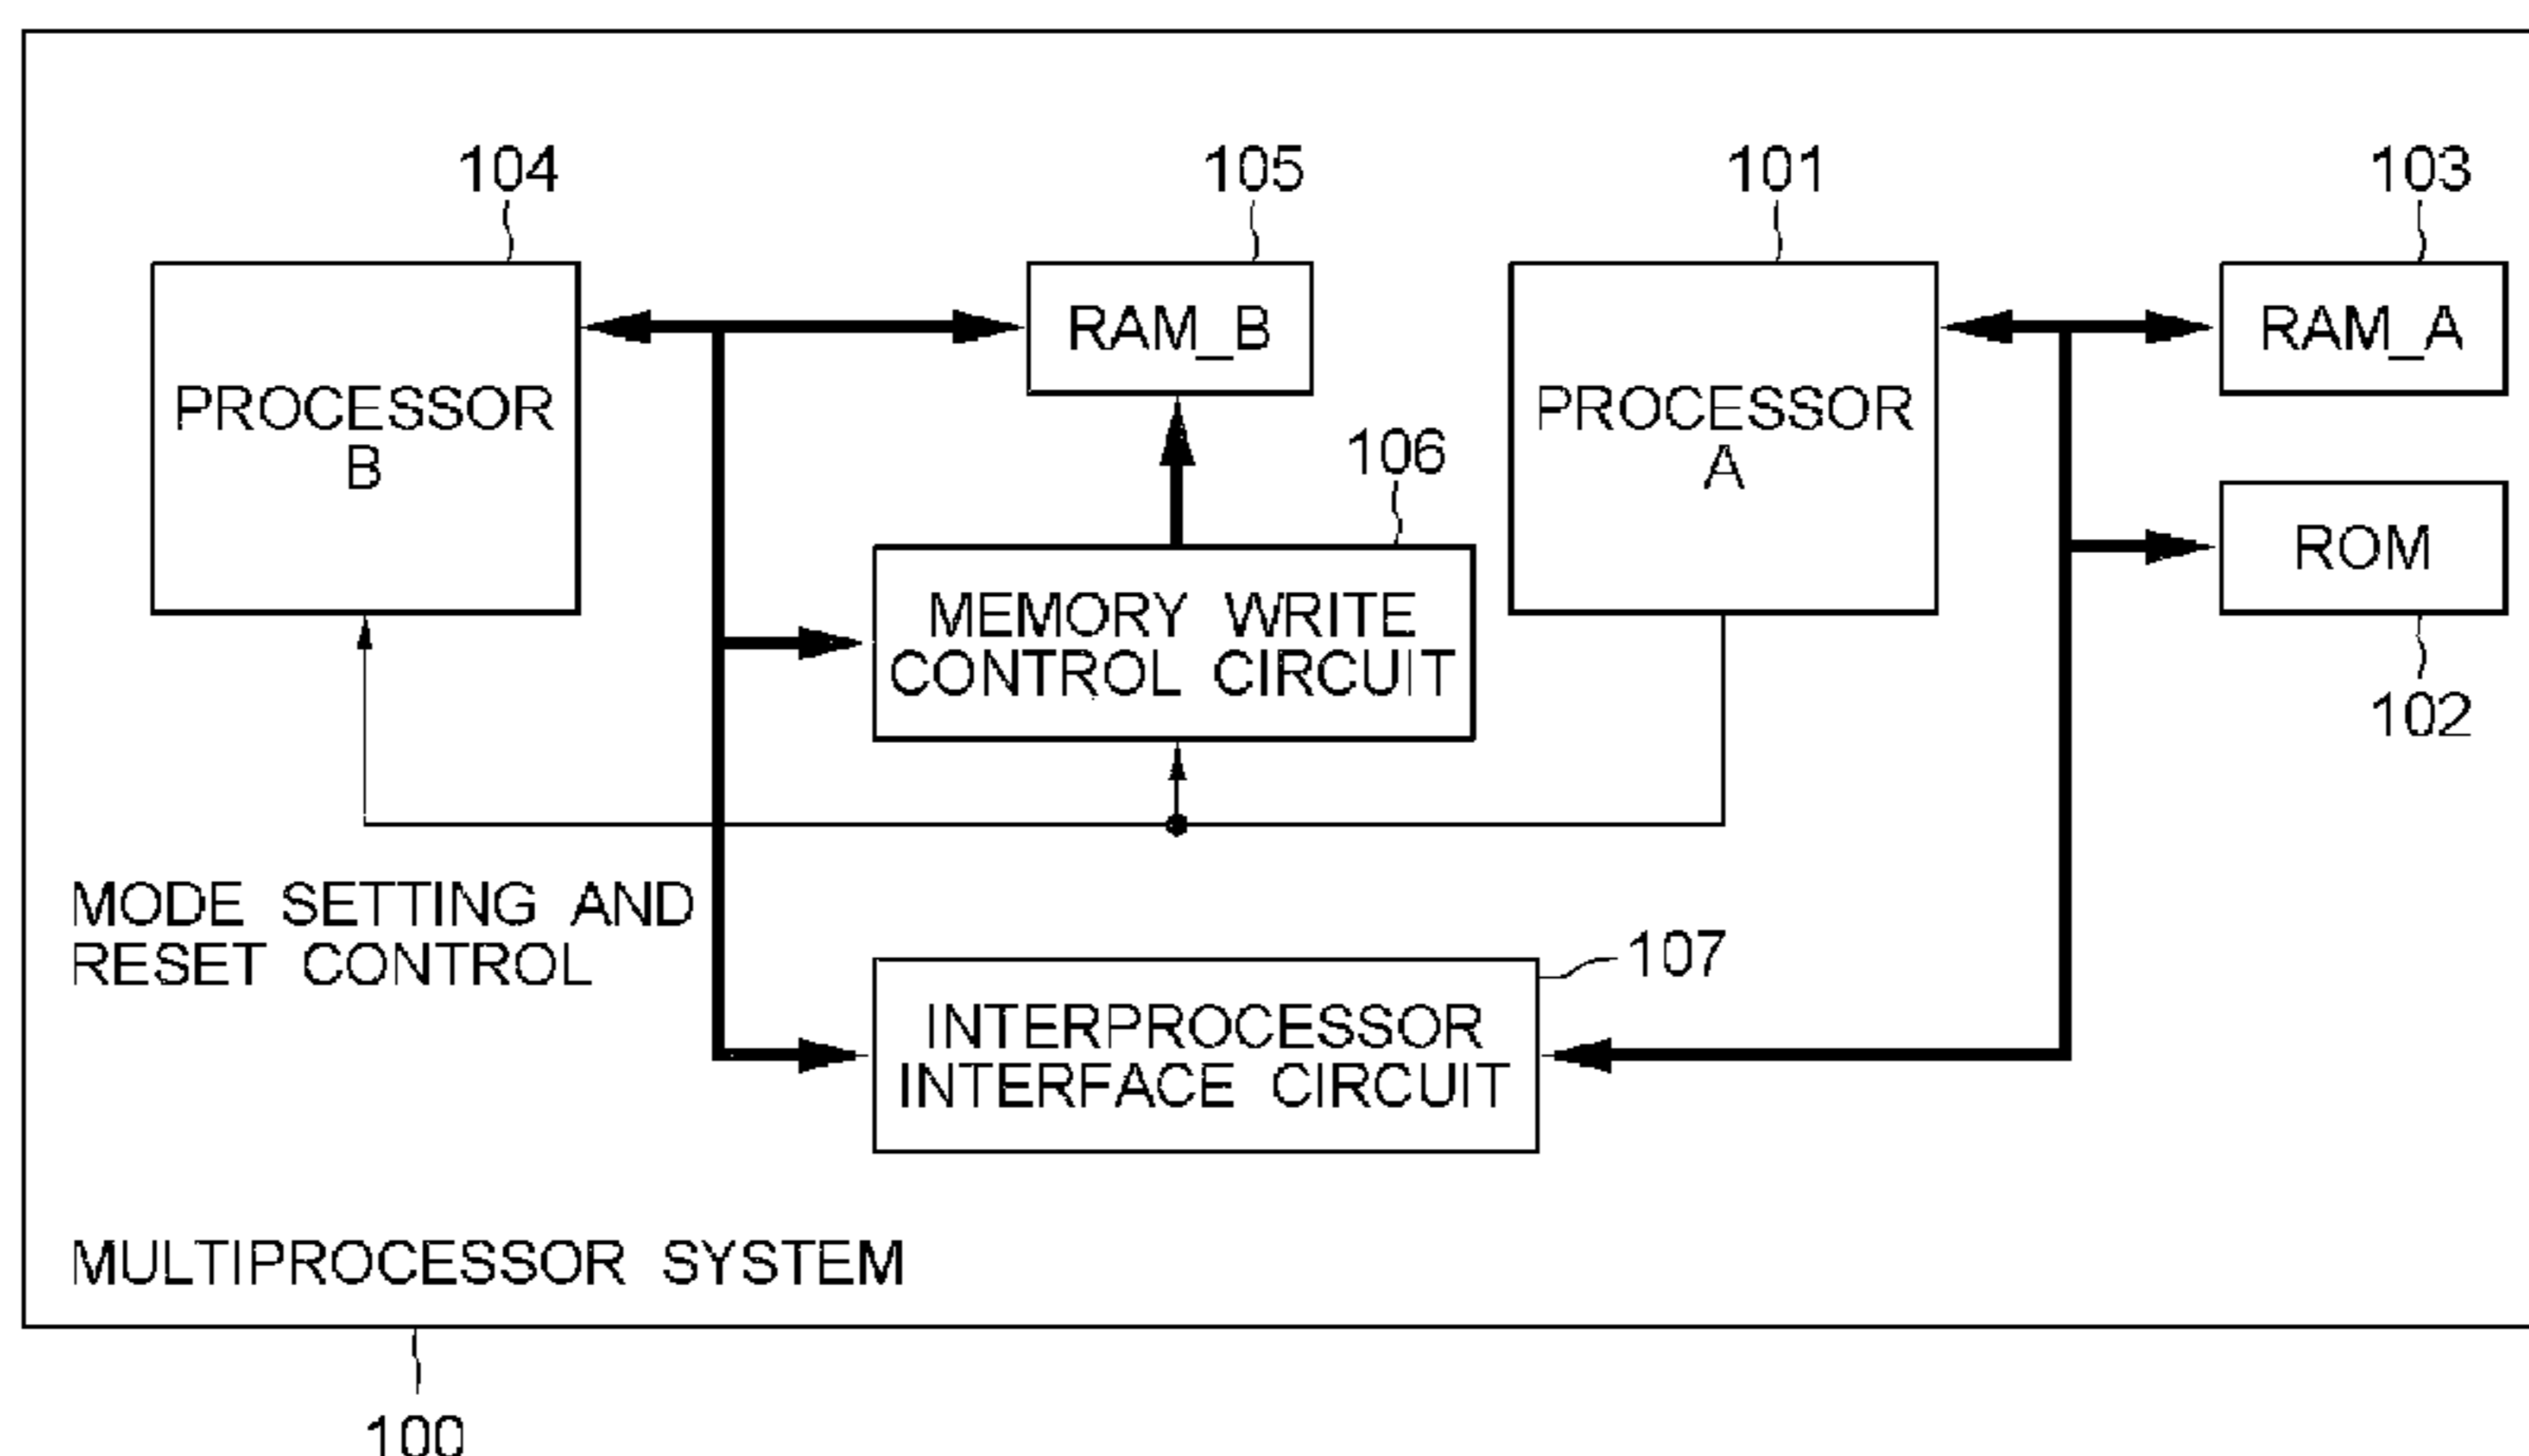 104
105
101
103
PROCESSOR
B
RAM_B
PROCESSOR
A
RAM_A
106
ROM
MEMORY WRITE
CONTROL CIRCUIT
102
MODE SETTING AND
RESET CONTROL
107
INTERPROCESSOR
INTERFACE CIRCUIT
MULTIPROCESSOR SYSTEM
100